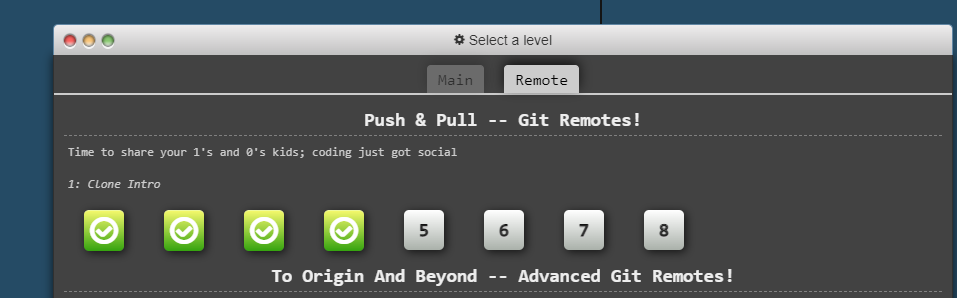 Select a level
Main Remote
Push & Pull -- Git Remotes!
Time to share your 1's and 0's kids; coding just got social
1: Clone Intro
5 6 7 8
To Origin And Beyond -- Advanced Git Remotes!